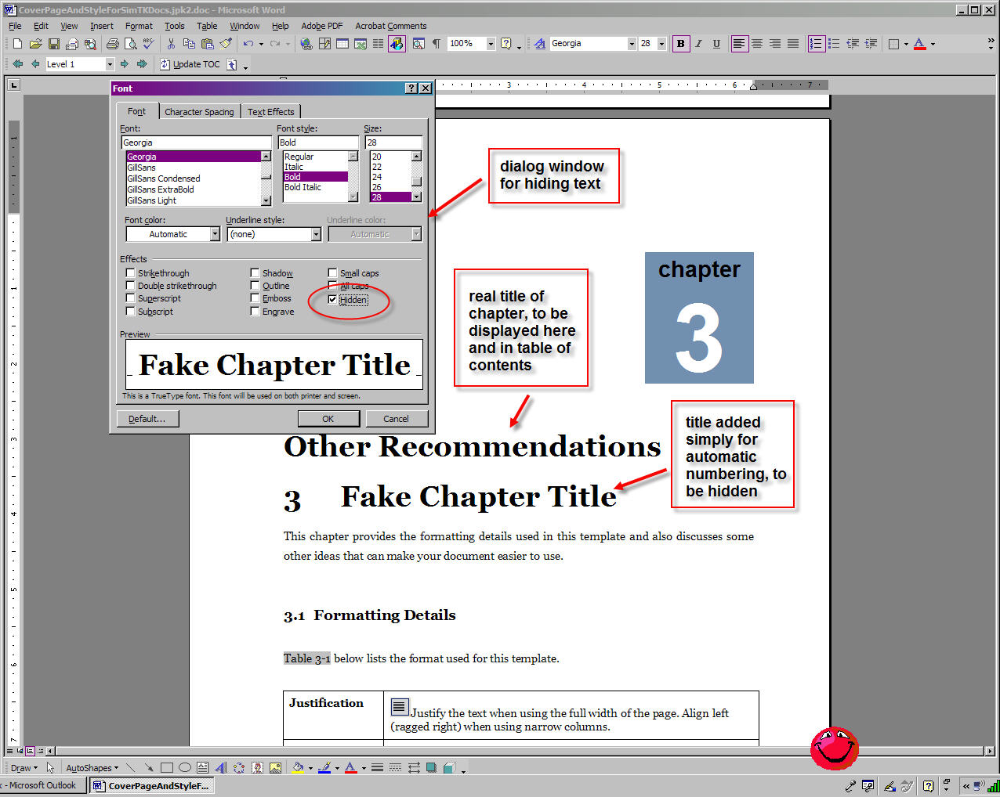 CoverPageAndStyleForSimTKDocs.jpk2.doc - Microsoft Word
File Edit View Insert Format Tools Table Window Help Adobe PDF Acrobat Comments
100% Georgia 28 B I U A
Level 1 Update TOC
3 4 5 6 7
Font
Font Character Spacing Text Effects
Font: Font style: Size:
Georgia Bold 28
Georgia Regular 20
GillSans Italic 22
GillSans Condensed Bold 24
GillSans ExtraBold Bold Italic 26
GillSans Light 28
Font color: Underline style: Underline color:
Automatic (none) Automatic
Effects
Strikethrough Shadow Small caps
Double strikethrough Outline All caps
Superscript Emboss Hidden
Subscript Engrave
Preview
Fake Chapter Title
This is a TrueType font. This font will be used on both printer and screen.
Default... OK Cancel
dialog window
for hiding text
real title of
chapter, to be
displayed here
and in table of
contents
chapter
3
title added
simply for
automatic
numbering, to
be hidden
Other Recommendations
3 Fake Chapter Title
This chapter provides the formatting details used in this template and also discusses some
other ideas that can make your document easier to use.
3.1 Formatting Details
Table 3-1 below lists the format used for this template.
Justification
Justify the text when using the full width of the page. Align left
(ragged right) when using narrow columns.
Draw AutoShapes
x - Microsoft Outlook CoverPageAndStyleF...